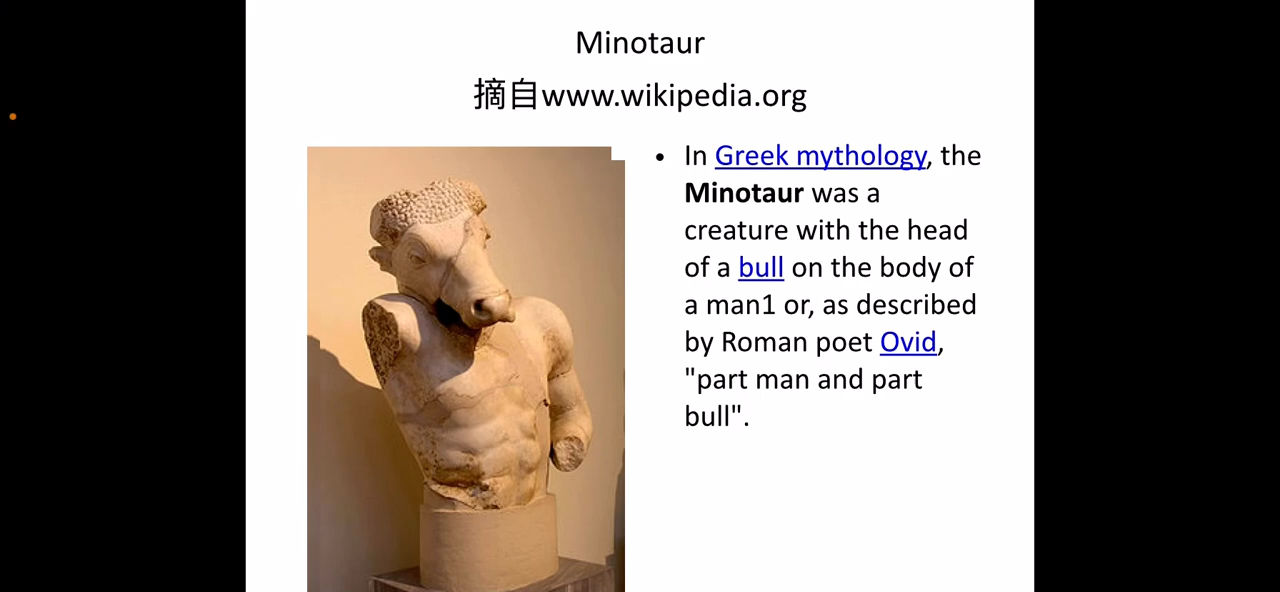 Minotaur
摘自www.wikipedia.org
• In Greek mythology, the
Minotaur was a
creature with the head
of a bull on the body of
a man1 or, as described
by Roman poet Ovid,
"part man and part
bull".